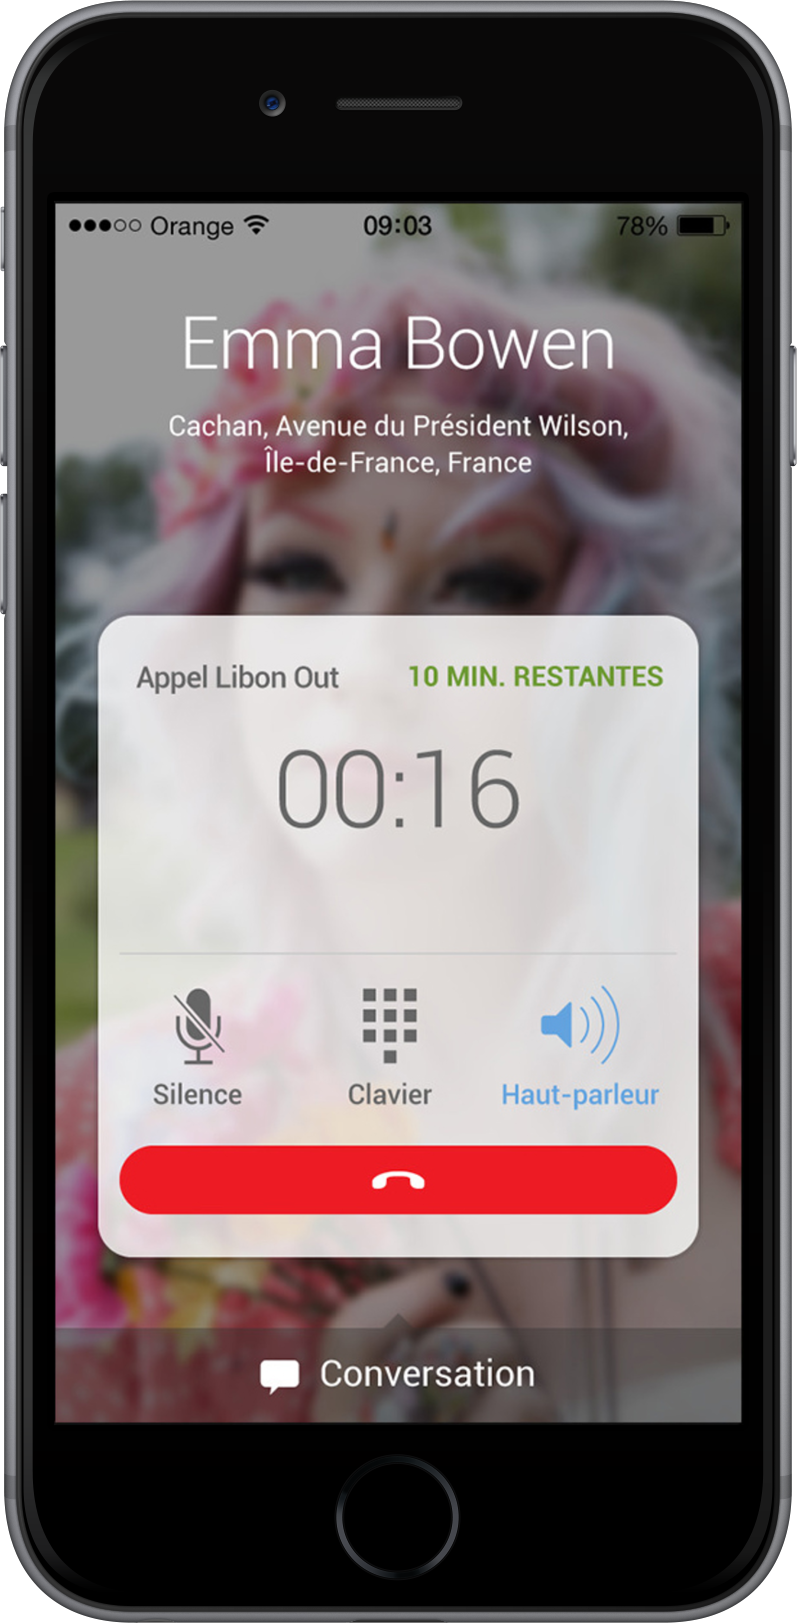 Orange 09:03 78%
Emma Bowen
Cachan, Avenue du Président Wilson,
Île-de-France, France
Appel Libon Out 10 MIN. RESTANTES
00:16
Silence Clavier Haut-parleur
Conversation